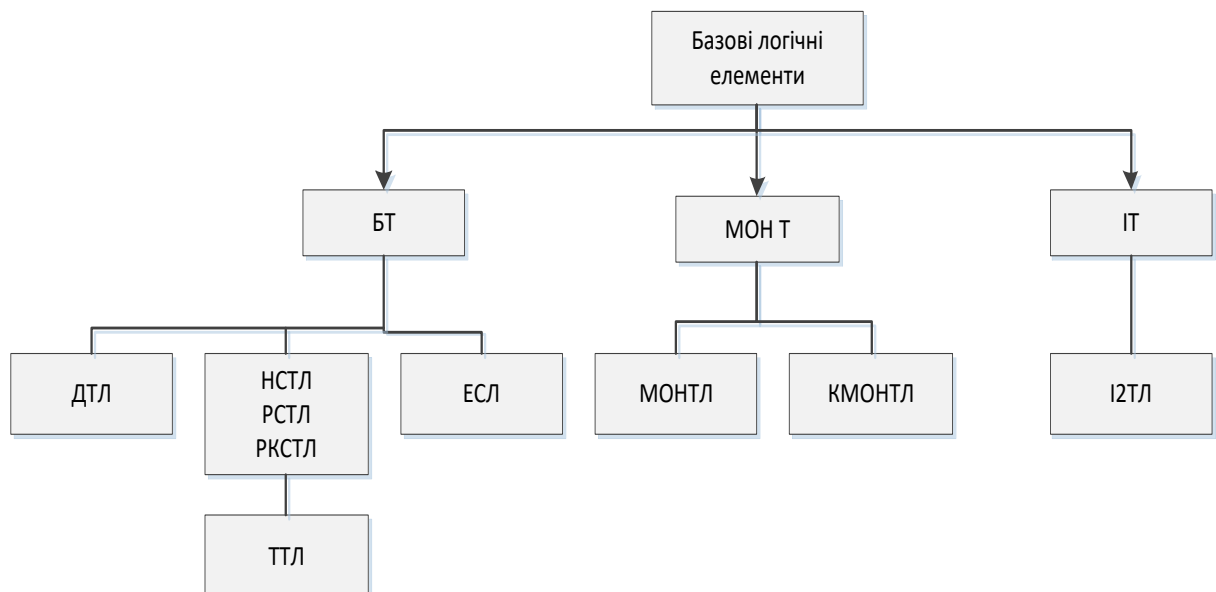 Базові логічні
елементи
БТ
МОН Т
ІТ
ДТЛ
НСТЛ
РСТЛ
РКСТЛ
ЕСЛ
МОНТЛ
КМОНТЛ
І2ТЛ
ТТЛ